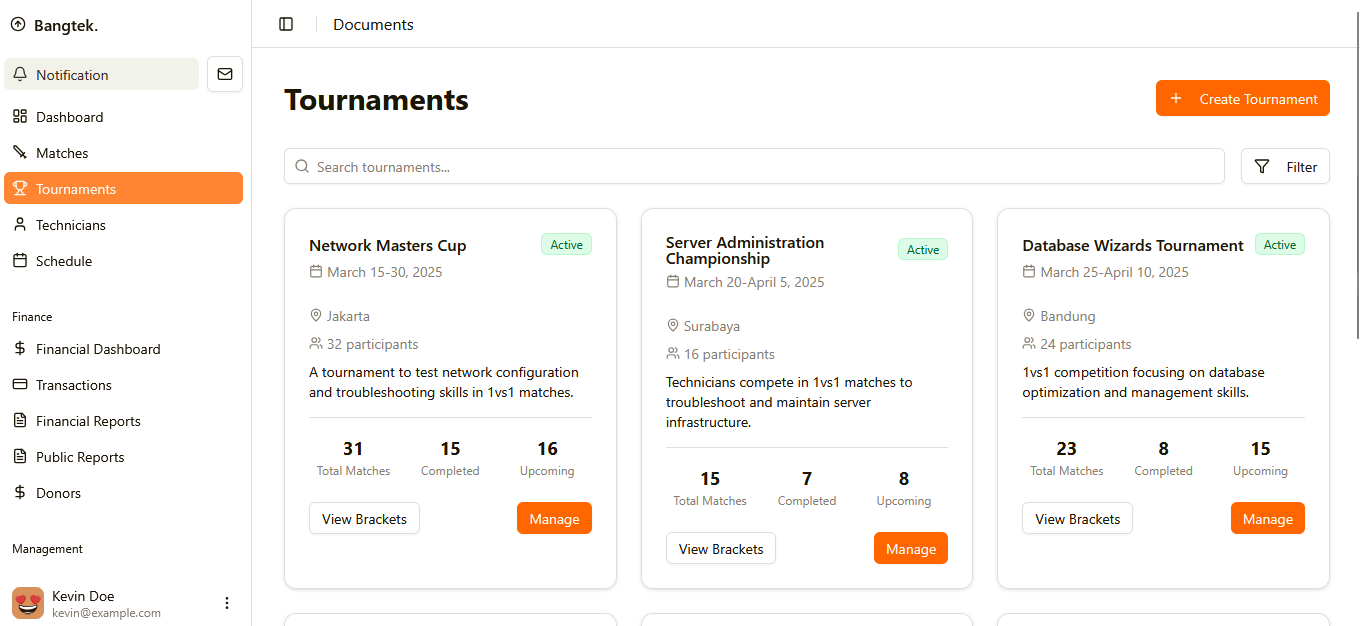 Bangtek.
Notification
Dashboard
Matches
Tournaments
Technicians
Schedule
Finance
Financial Dashboard
Transactions
Financial Reports
Public Reports
Donors
Management
Kevin Doe
kevin@example.com
Documents
Tournaments
Create Tournament
Search tournaments...
Filter
Network Masters Cup
Active
March 15-30, 2025
Jakarta
32 participants
A tournament to test network configuration
and troubleshooting skills in 1vs1 matches.
31 15 16
Total Matches Completed Upcoming
View Brackets Manage
Server Administration
Championship
Active
March 20-April 5, 2025
Surabaya
16 participants
Technicians compete in 1vs1 matches to
troubleshoot and maintain server
infrastructure.
15 7 8
Total Matches Completed Upcoming
View Brackets Manage
Database Wizards Tournament
Active
March 25-April 10, 2025
Bandung
24 participants
1vs1 competition focusing on database
optimization and management skills.
23 8 15
Total Matches Completed Upcoming
View Brackets Manage